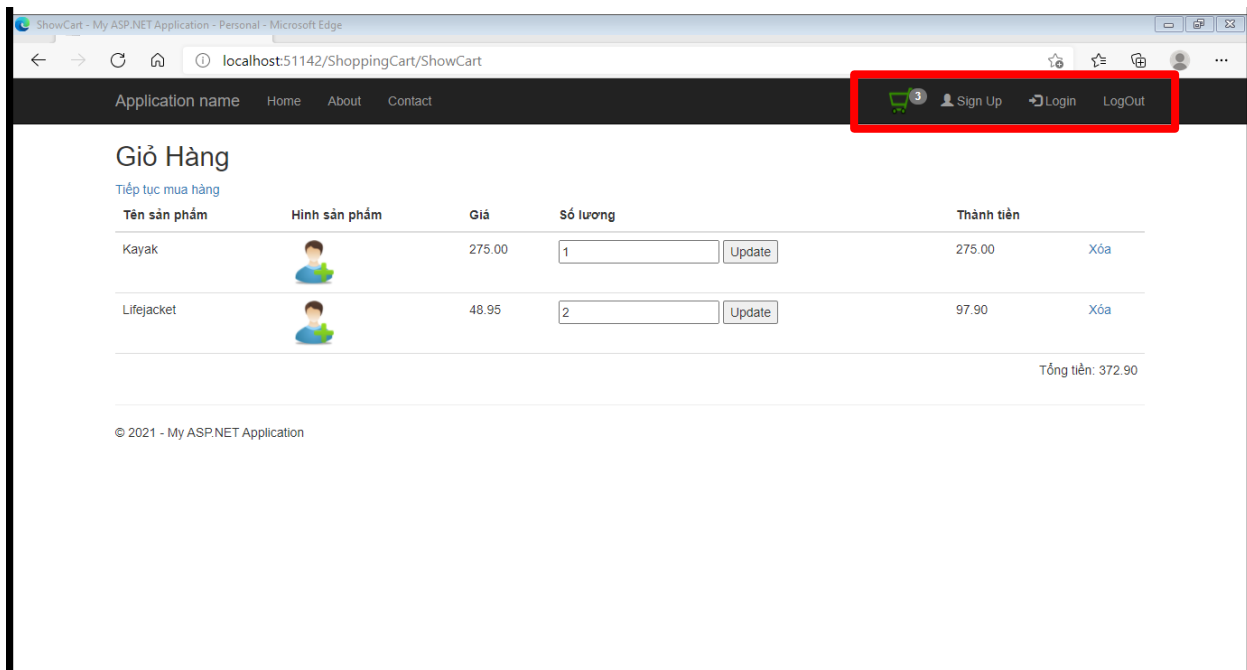 ShowCart - My ASP.NET Application - Personal - Microsoft Edge
localhost:51142/ShoppingCart/ShowCart
Application name Home About Contact 3 Sign Up Login LogOut
Giỏ Hàng
Tiếp tục mua hàng
Tên sản phẩm Hình sản phẩm Giá Số lương Thành tiền
Kayak 275.00 1 Update 275.00 Xóa
Lifejacket 48.95 2 Update 97.90 Xóa
Tổng tiền: 372.90
© 2021 - My ASP.NET Application